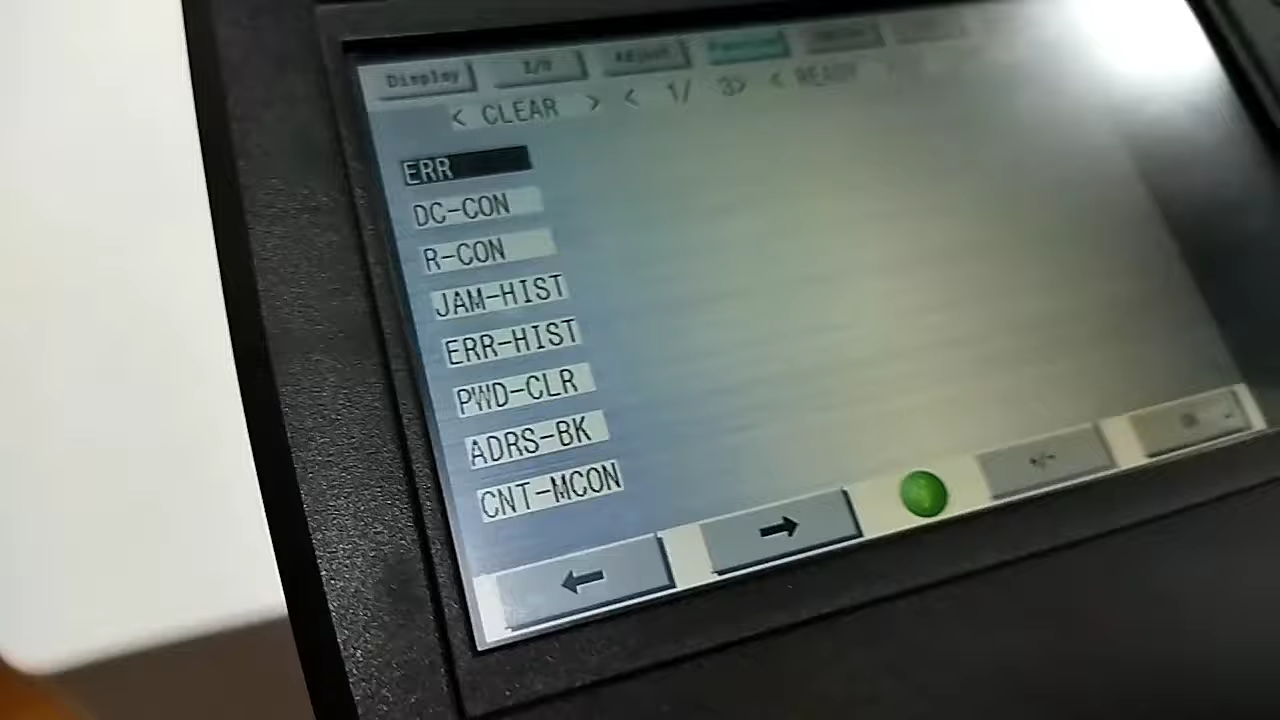 Display I/O Adjust Function
< CLEAR > < 1/ 3> < READY
ERR
DC-CON
R-CON
JAM-HIST
ERR-HIST
PWD-CLR
ADRS-BK
CNT-MCON
+/-